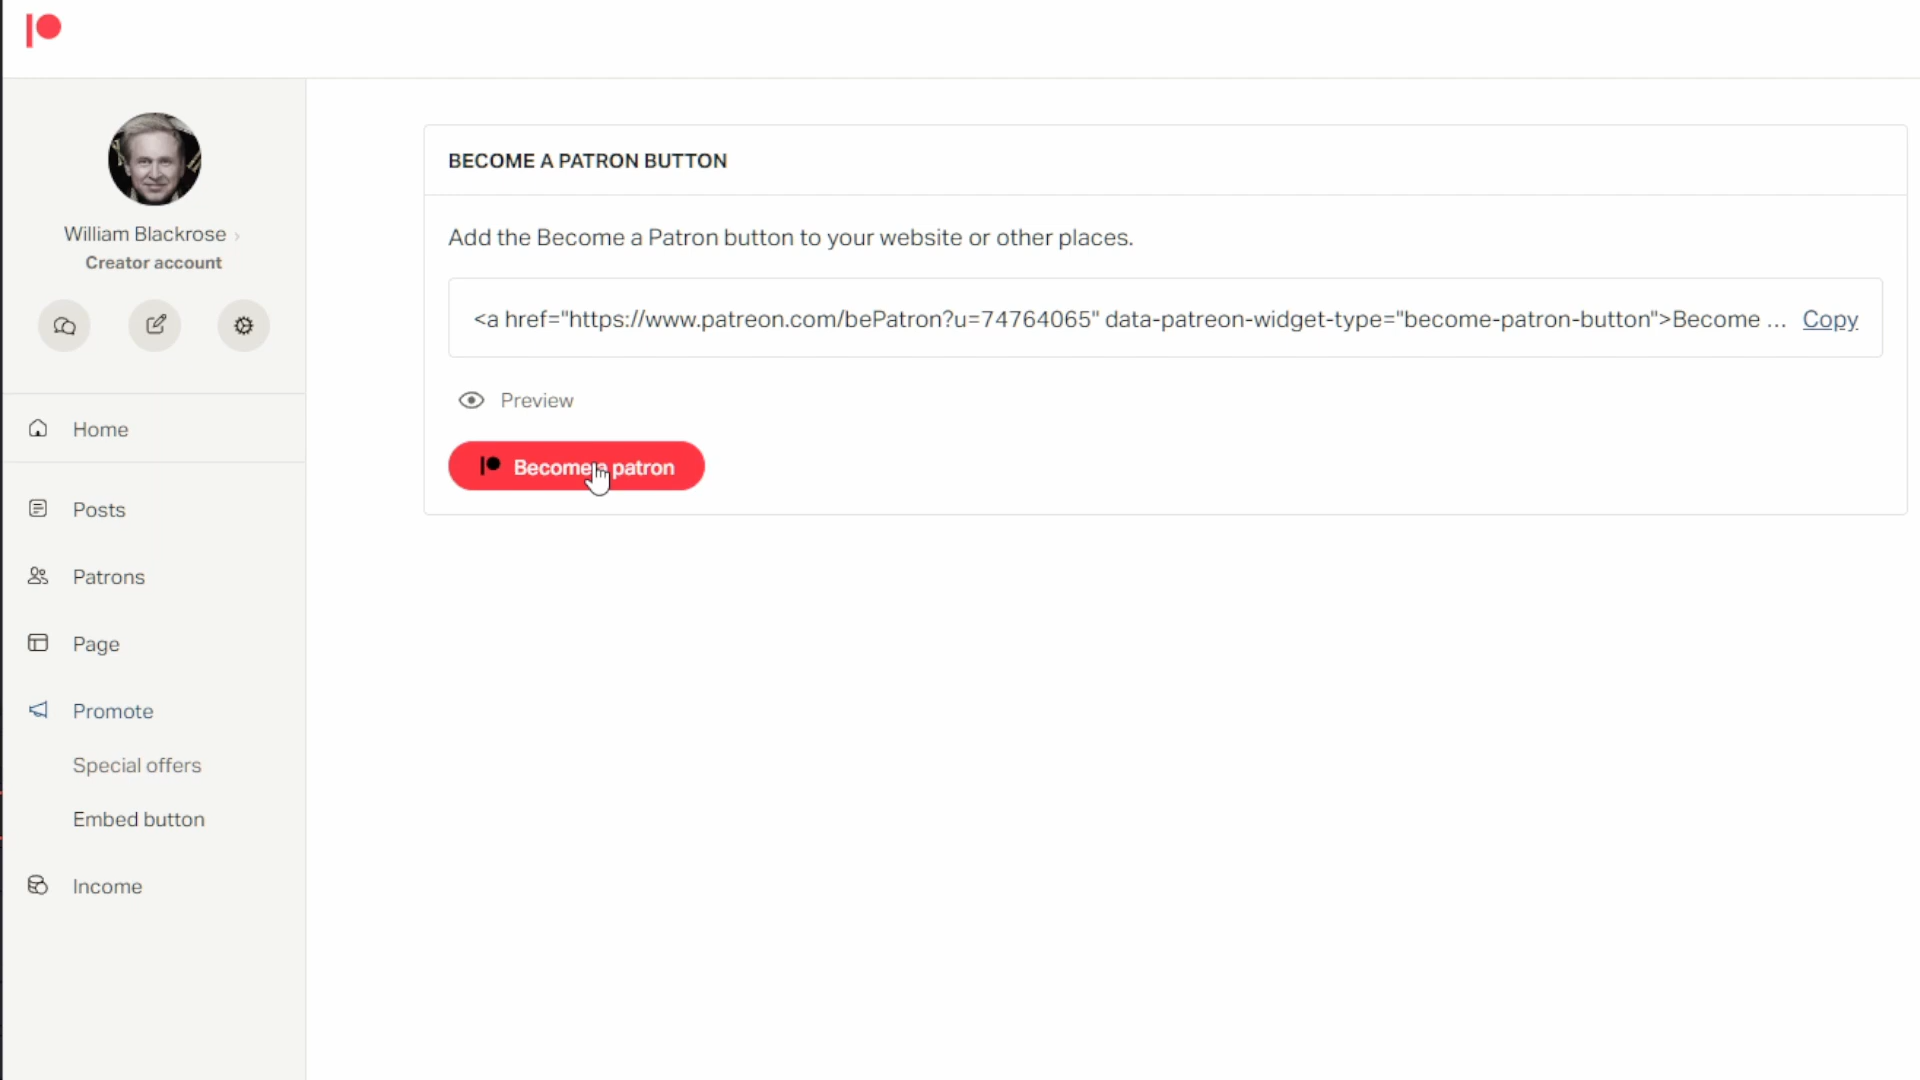 William Blackrose
Creator account
Home
Posts
Patrons
Page
Promote
Special offers
Embed button
Income
BECOME A PATRON BUTTON
Add the Become a Patron button to your website or other places.
<a href="https://www.patreon.com/bePatron?u=74764065" data-patreon-widget-type="become-patron-button">Become ... Copy
Preview
Become a patron